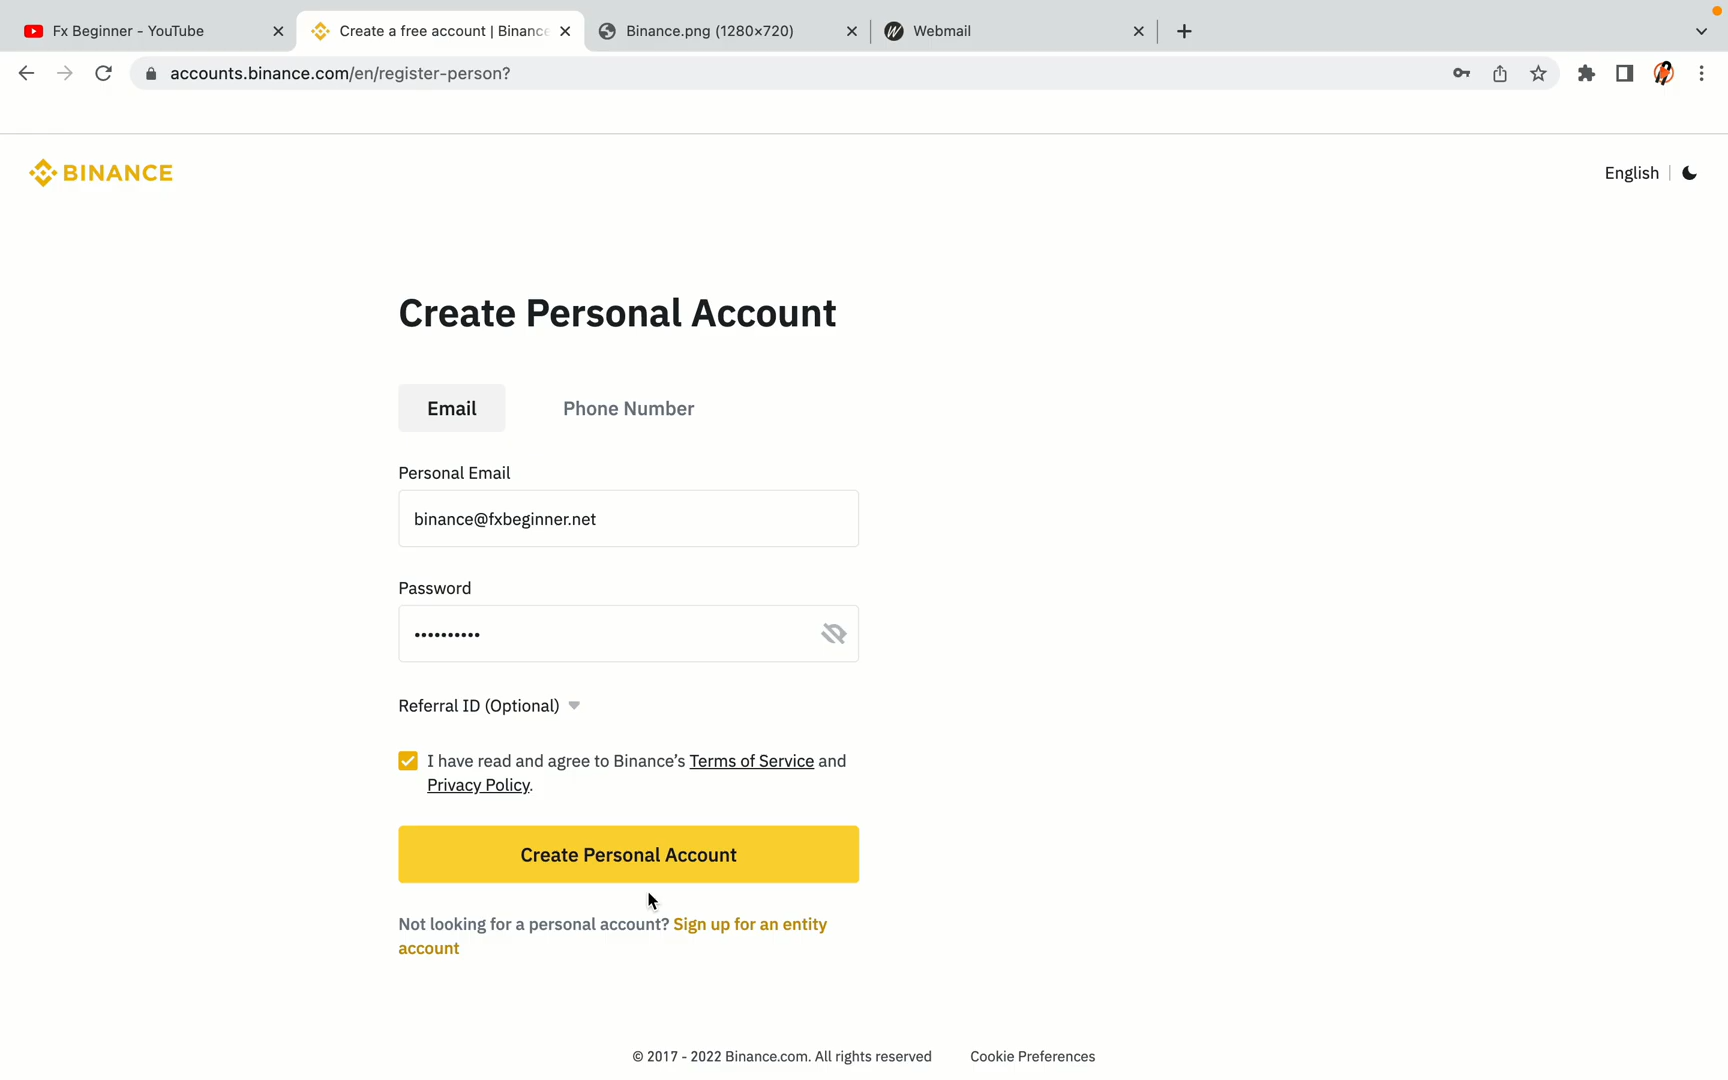 Fx Beginner - YouTube
Create a free account | Binance
Binance.png (1280×720)
Webmail
accounts.binance.com/en/register-person?
BINANCE
English
Create Personal Account
Email
Phone Number
Personal Email
binance@fxbeginner.net
Password
••••••••••
Referral ID (Optional)
I have read and agree to Binance’s Terms of Service and
Privacy Policy.
Create Personal Account
Not looking for a personal account? Sign up for an entity
account
© 2017 - 2022 Binance.com. All rights reserved
Cookie Preferences